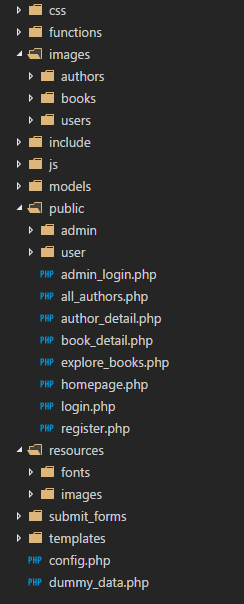 css
functions
images
authors
books
users
include
js
models
public
admin
user
PHP admin_login.php
PHP all_authors.php
PHP author_detail.php
PHP book_detail.php
PHP explore_books.php
PHP homepage.php
PHP login.php
PHP register.php
resources
fonts
images
submit_forms
templates
PHP config.php
PHP dummy_data.php